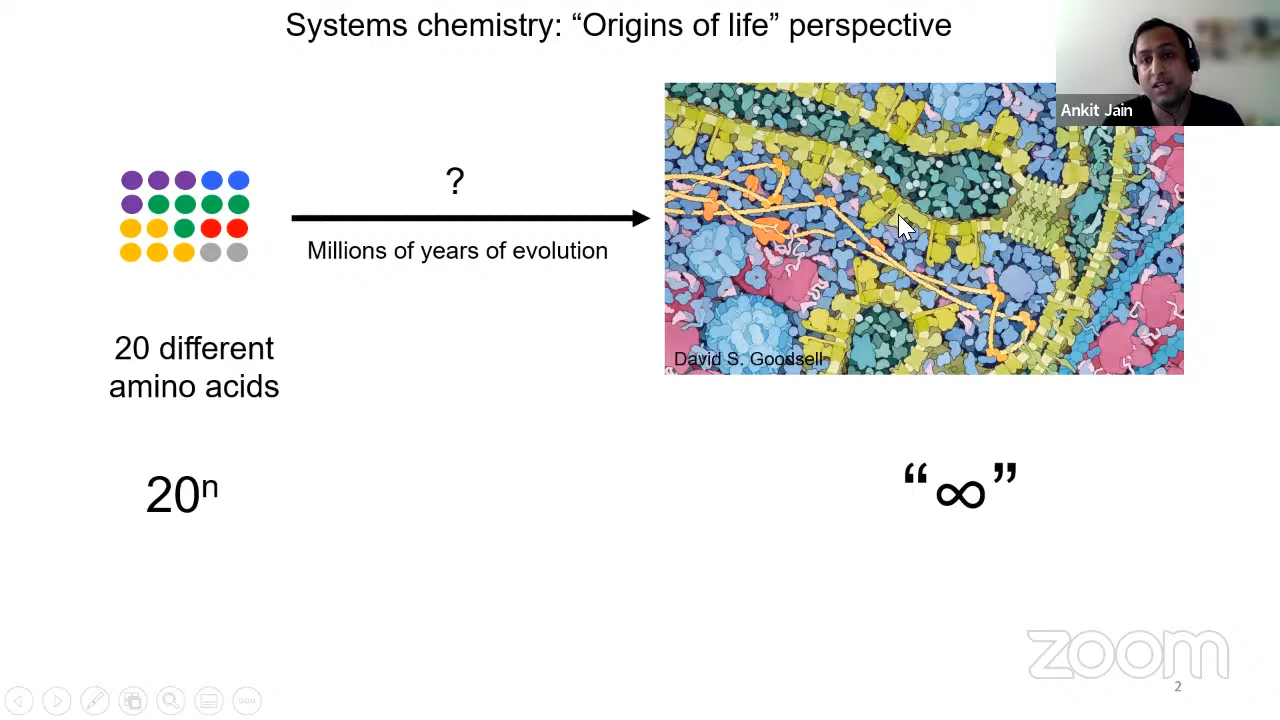 Systems chemistry: “Origins of life” perspective
Ankit Jain
?
Millions of years of evolution
David S. Goodsell
20 different
amino acids
20ⁿ
“∞”
zoom
2